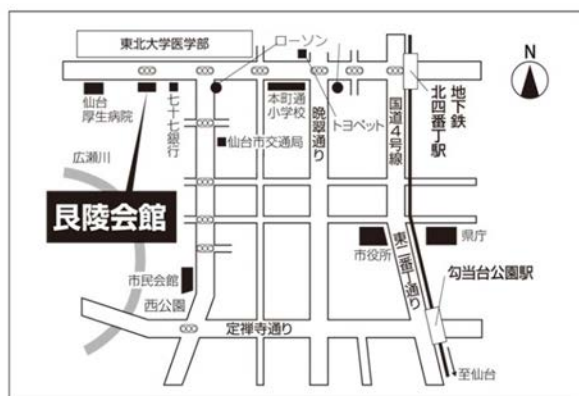 東北大学医学部
ローソン
N
仙台
厚生病院
七十七銀行
本町通
小学校
晩翠通り
トヨペット
国道4号線
地下鉄
北四番丁駅
仙台市交通局
広瀬川
艮陵会館
市役所
東二番丁通り
県庁
市民会館
勾当台公園駅
西公園
定禅寺通り
至仙台